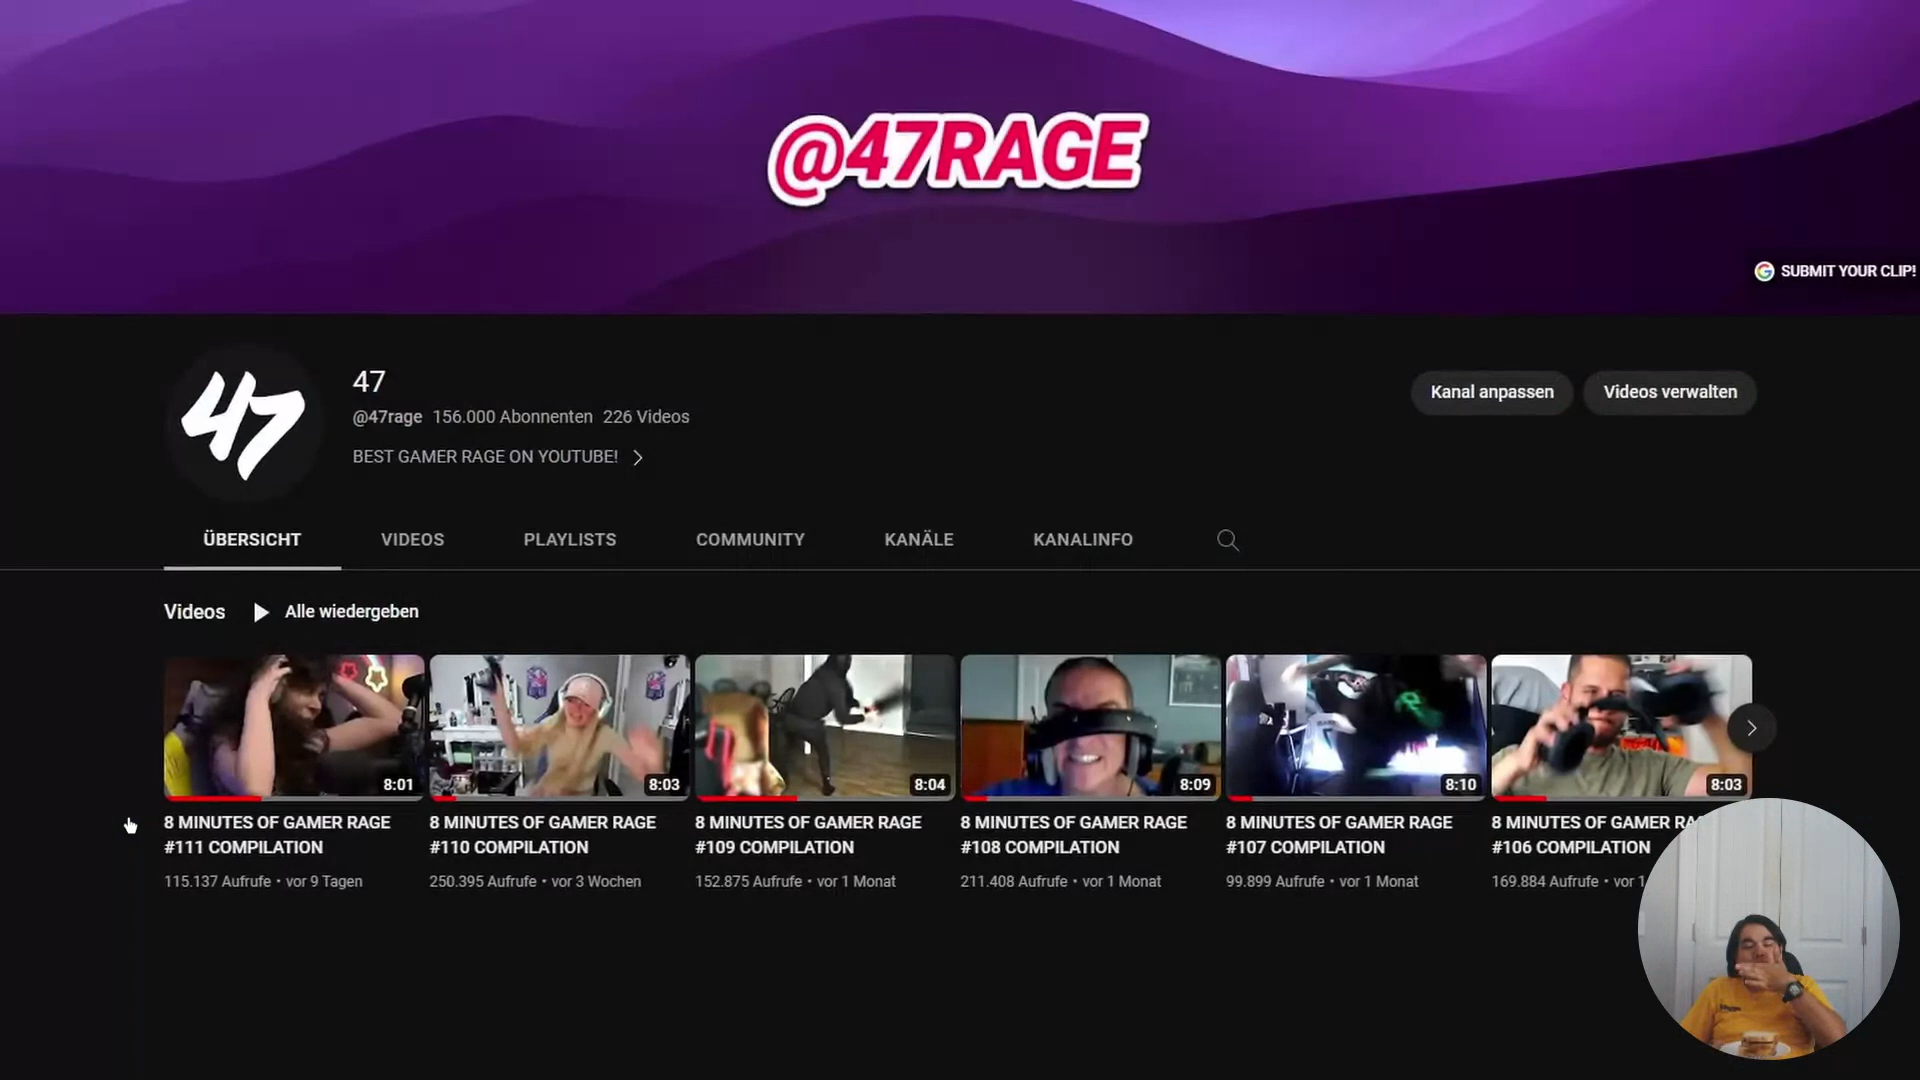 @47RAGE
SUBMIT YOUR CLIP!
47
47
@47rage 156.000 Abonnenten 226 Videos
BEST GAMER RAGE ON YOUTUBE!
Kanal anpassen
Videos verwalten
ÜBERSICHT VIDEOS PLAYLISTS COMMUNITY KANÄLE KANALINFO
Videos Alle wiedergeben
8:01
8 MINUTES OF GAMER RAGE
#111 COMPILATION
115.137 Aufrufe • vor 9 Tagen
8:03
8 MINUTES OF GAMER RAGE
#110 COMPILATION
250.395 Aufrufe • vor 3 Wochen
8:04
8 MINUTES OF GAMER RAGE
#109 COMPILATION
152.875 Aufrufe • vor 1 Monat
8:09
8 MINUTES OF GAMER RAGE
#108 COMPILATION
211.408 Aufrufe • vor 1 Monat
8:10
8 MINUTES OF GAMER RAGE
#107 COMPILATION
99.899 Aufrufe • vor 1 Monat
8:03
8 MINUTES OF GAMER
#106 COMPILATION
169.884 Aufrufe • vor 1